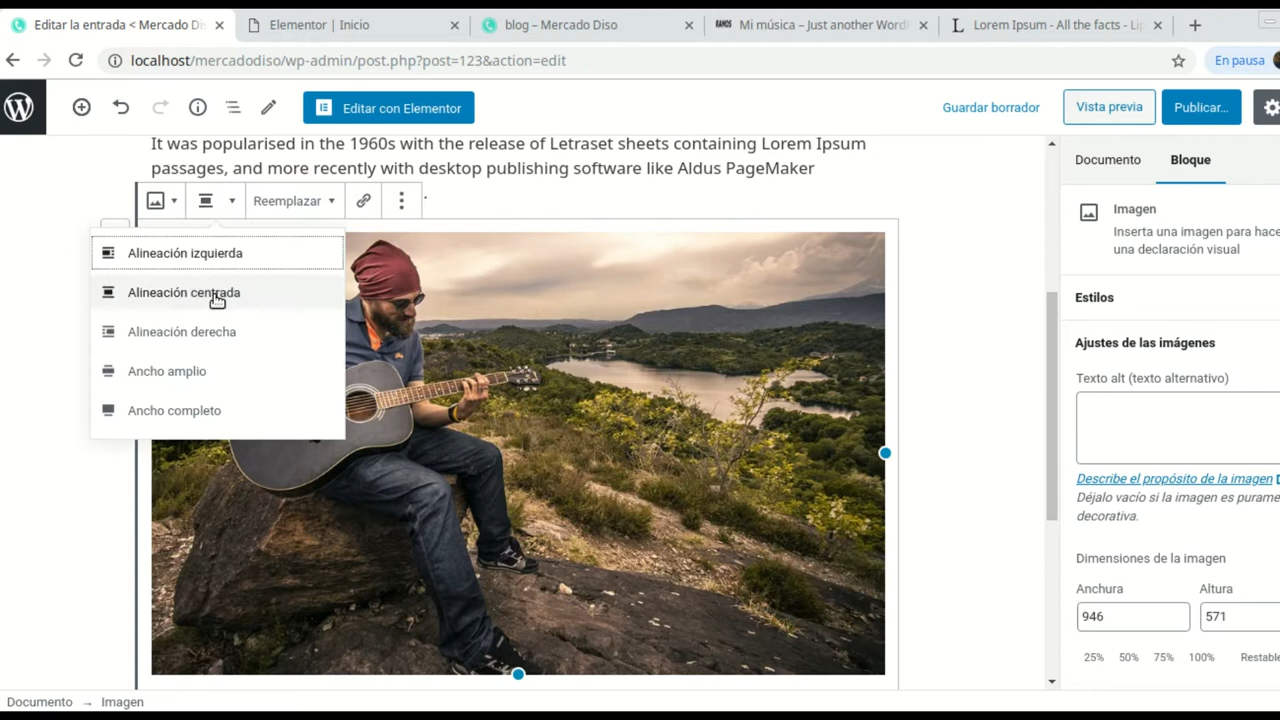 Editar la entrada < Mercado Di
Elementor | Inicio
blog – Mercado Diso
RAMOS
Mi música – Just another Word
L
Lorem Ipsum - All the facts - Lip
localhost/mercadodiso/wp-admin/post.php?post=123&action=edit
En pausa
Editar con Elementor
Guardar borrador
Vista previa
Publicar...
It was popularised in the 1960s with the release of Letraset sheets containing Lorem Ipsum
passages, and more recently with desktop publishing software like Aldus PageMaker
Reemplazar
.
Alineación izquierda
Alineación centrada
Alineación derecha
Ancho amplio
Ancho completo
Documento
Bloque
Imagen
Inserta una imagen para hace
una declaración visual
Estilos
Ajustes de las imágenes
Texto alt (texto alternativo)
Describe el propósito de la imagen
Déjalo vacío si la imagen es purame
decorativa.
Dimensiones de la imagen
Anchura
Altura
946
571
25%
50%
75%
100%
Restable
Documento → Imagen